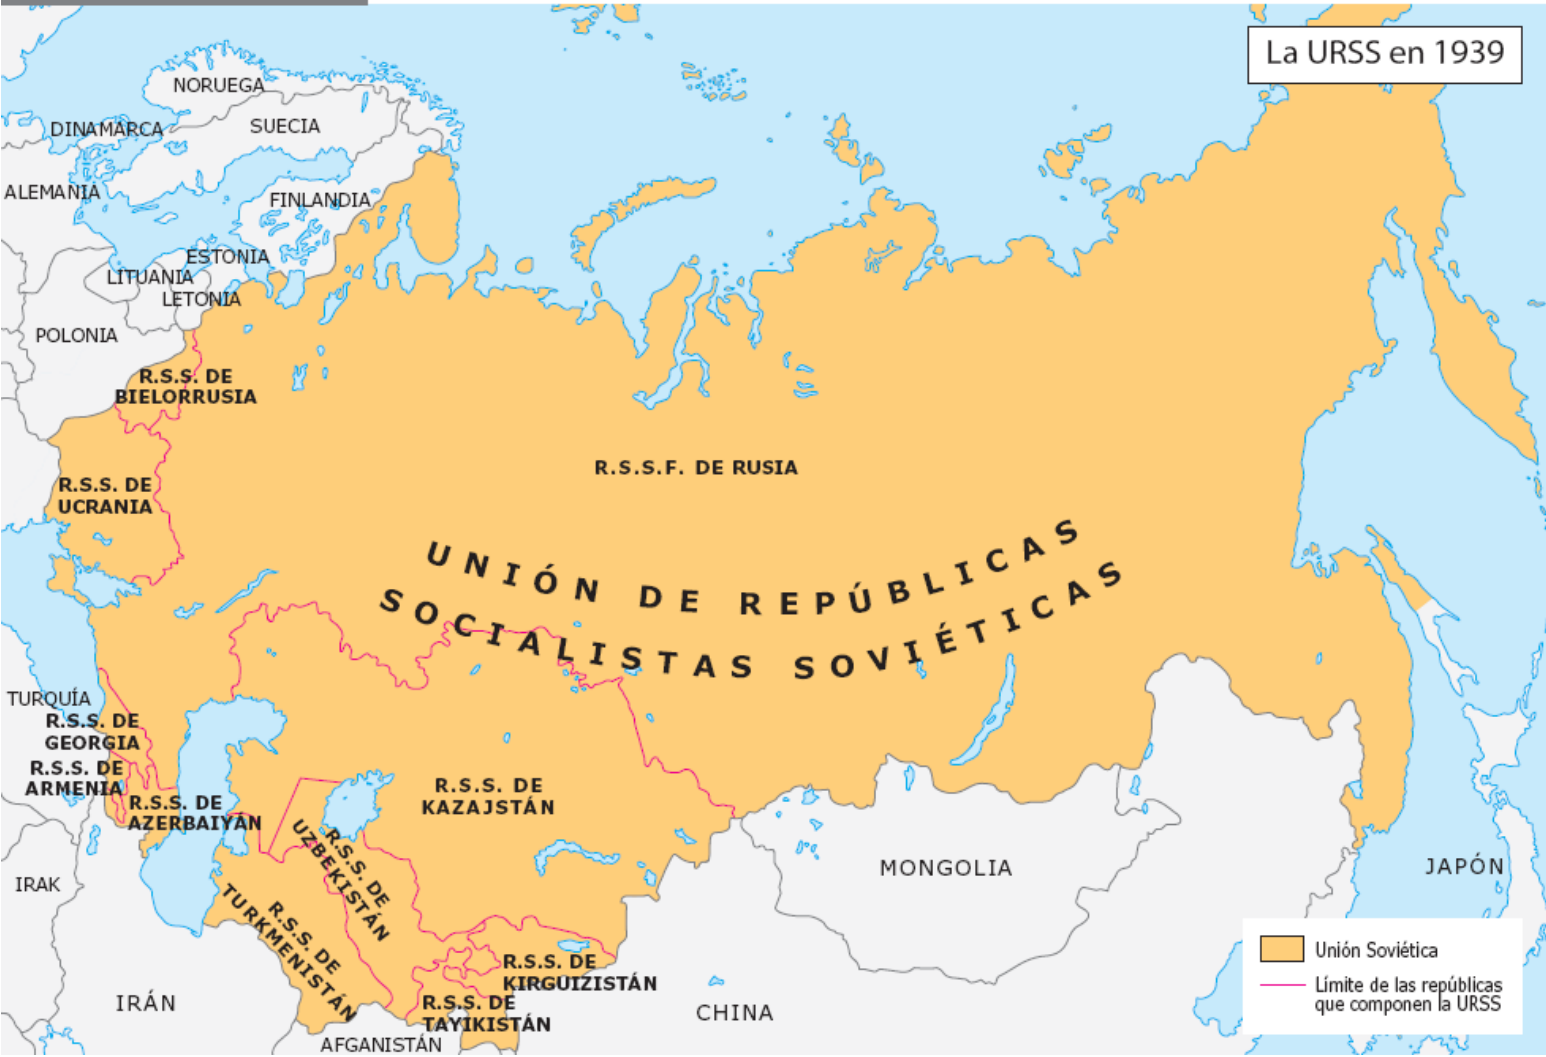 La URSS en 1939
NORUEGA
SUECIA
DINAMARCA
ALEMANIA
FINLANDIA
ESTONIA
LITUANIA
LETONIA
POLONIA
R.S.S. DE
BIELORRUSIA
R.S.S.F. DE RUSIA
R.S.S. DE
UCRANIA
UNIÓN DE REPÚBLICAS
SOCIALISTAS SOVIÉTICAS
TURQUÍA
R.S.S. DE
GEORGIA
R.S.S. DE
ARMENIA
R.S.S. DE
AZERBAIYÁN
R.S.S. DE
KAZAJSTÁN
R.S.S. DE
UZBEKISTÁN
R.S.S. DE
TURKMENISTÁN
R.S.S. DE
KIRGUIZISTÁN
R.S.S. DE
TAYIKISTÁN
IRAK
IRÁN
AFGANISTÁN
CHINA
MONGOLIA
JAPÓN
Unión Soviética
Límite de las repúblicas
que componen la URSS